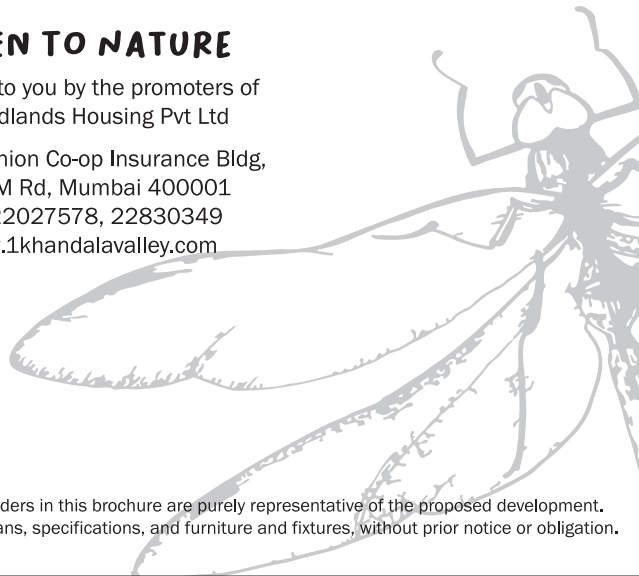 EN TO NATURE
to you by the promoters of
dlands Housing Pvt Ltd
nion Co-op Insurance Bldg,
M Rd, Mumbai 400001
22027578, 22830349
.1khandalavalley.com
ders in this brochure are purely representative of the proposed development.
ans, specifications, and furniture and fixtures, without prior notice or obligation.